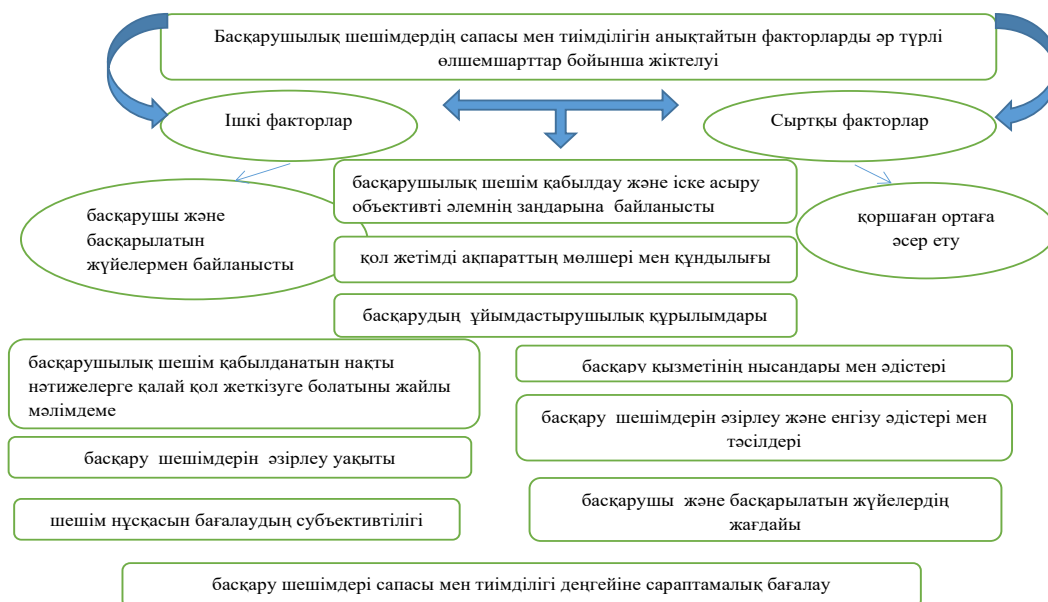 Басқарушылық шешімдердің сапасы мен тиімділігін анықтайтын факторларды әр түрлі
өлшемшарттар бойынша жіктелуі
Ішкі факторлар
Сыртқы факторлар
басқарушы және
басқарылатын
жүйелермен байланысты
басқарушылық шешім қабылдау және іске асыру
объективті әлемнің заңдарына байланысты
қоршаған ортаға
әсер ету
қол жетімді ақпараттың мөлшері мен құндылығы
басқарудың ұйымдастырушылық құрылымдары
басқарушылық шешім қабылданатын нақты
нәтижелерге қалай қол жеткізуге болатыны жайлы
мәлімдеме
басқару қызметінің нысандары мен әдістері
басқару шешімдерін әзірлеу және енгізу әдістері мен
тәсілдері
басқару шешімдерін әзірлеу уақыты
басқарушы және басқарылатын жүйелердің
жағдайы
шешім нұсқасын бағалаудың субъективтілігі
басқару шешімдері сапасы мен тиімділігі деңгейіне сараптамалық бағалау